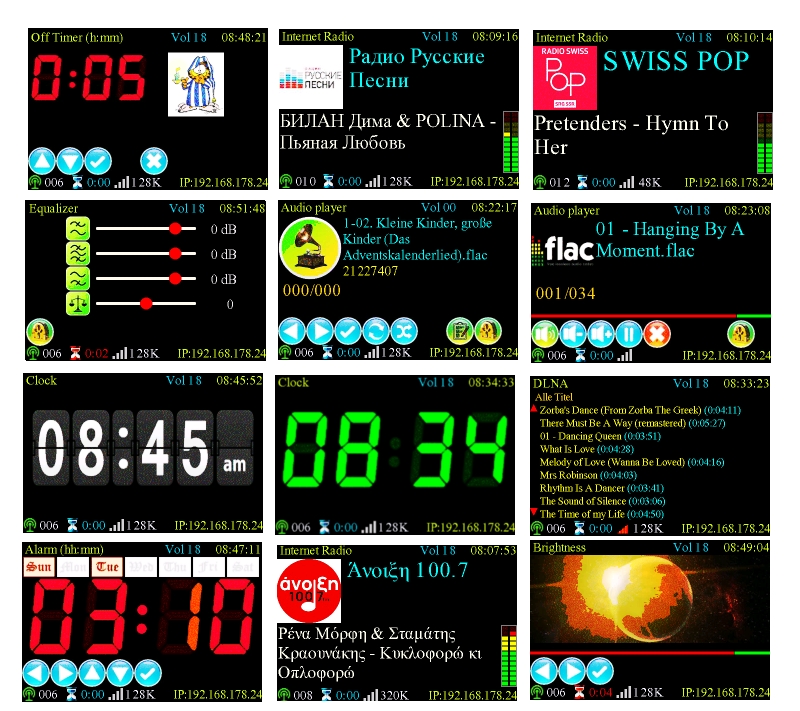 Off Timer (h:mm) Vol 18 08:48:21
0:05
006 0:00 128K IP:192.168.178.24
Internet Radio Vol 18 08:09:16
РУССКИЕ
ПЕСНИ
Радио Русские
Песни
БИЛАН Дима & POLINA -
Пьяная Любовь
010 0:00 128K IP:192.168.178.24
Internet Radio Vol 18 08:10:14
RADIO SWISS
POP
SRG SSR
SWISS POP
Pretenders - Hymn To
Her
012 0:00 48K IP:192.168.178.24
Equalizer Vol 18 08:51:48
0 dB
0 dB
0 dB
0
006 0:02 128K IP:192.168.178.24
Audio player Vol 00 08:22:17
1-02. Kleine Kinder, große
Kinder (Das
Adventskalenderlied).flac
21227407
000/000
006 0:00 128K IP:192.168.178.24
Audio player Vol 18 08:23:08
flac
01 - Hanging By A
Moment.flac
001/034
006 0:00
Clock Vol 18 08:45:52
08:45 am
006 0:00 128K IP:192.168.178.24
Clock Vol 18 08:34:33
08 34
006 0:00 128K IP:192.168.178.24
DLNA Vol 18 08:33:23
Alle Titel
Zorba's Dance (From Zorba The Greek) (0:04:11)
There Must Be A Way (remastered) (0:05:27)
01 - Dancing Queen (0:03:51)
What Is Love (0:04:28)
Melody of Love (Wanna Be Loved) (0:04:16)
Mrs Robinson (0:04:03)
Rhythm Is A Dancer (0:03:41)
The Sound of Silence (0:03:06)
The Time of my Life (0:04:50)
006 0:00 128K IP:192.168.178.24
Alarm (hh:mm) Vol 18 08:47:11
Sun Mon Tue Wed Thu Fri Sat
03:10
006 0:00 128K IP:192.168.178.24
Internet Radio Vol 18 08:07:53
άνοιξη
100.7
Άνοιξη 100.7
Ρένα Μόρφη & Σταμάτης
Κραουνάκης - Κυκλοφορώ κι
Οπλοφορώ
008 0:00 320K IP:192.168.178.24
Brightness Vol 18 08:49:04
006 0:04 128K IP:192.168.178.24